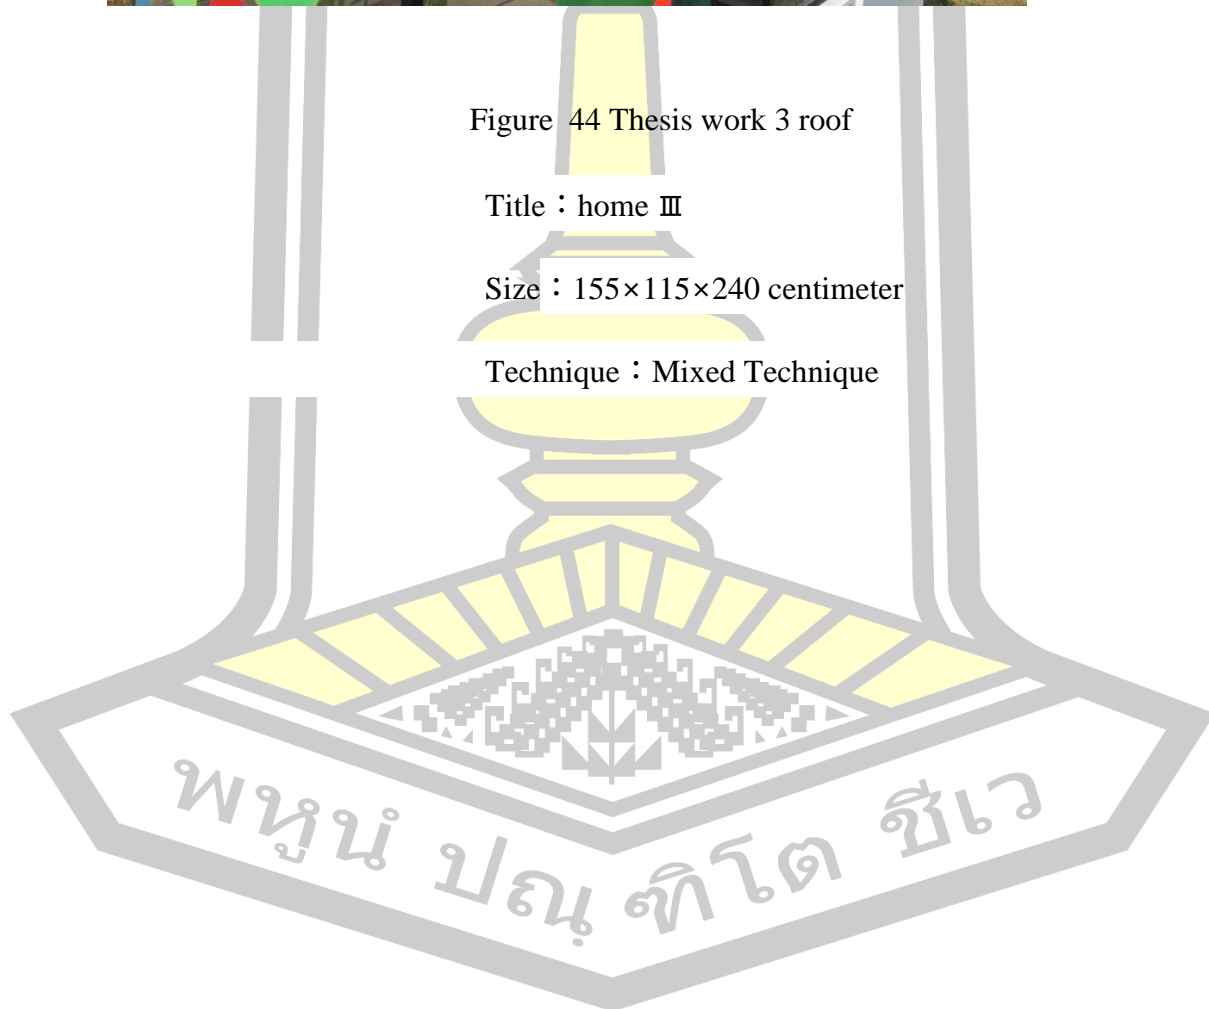 Figure 44 Thesis work 3 roof
Title：home Ⅲ
Size：155×115×240 centimeter
Technique：Mixed Technique
พหูนํ ปณฺ ฑิโต ชีเว